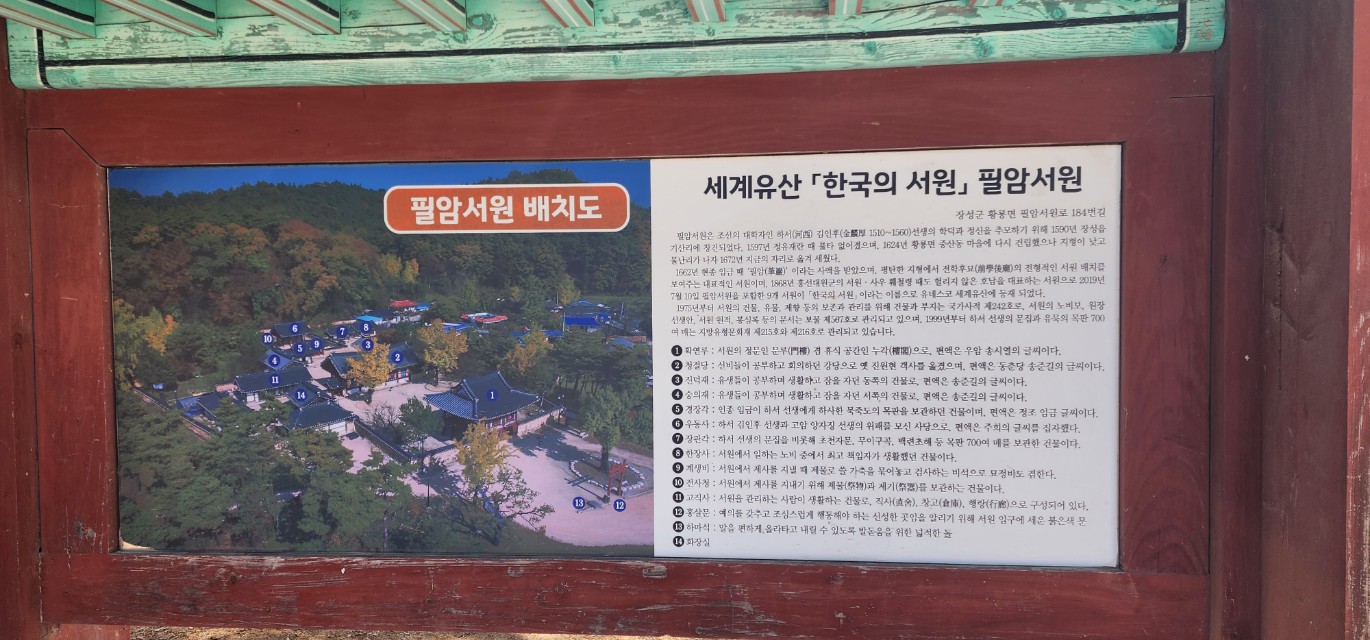 필암서원 배치도
세계유산 「한국의 서원」 필암서원
장성군 황룡면 필암서원로 184번길
필암서원은 조선의 대학자인 하서(河西) 김인후(金麟厚 1510~1560)선생의 학덕과 정신을 추모하기 위해 1590년 장성읍
기산리에 창건되었다. 1597년 정유재란 때 불타 없어졌으며, 1624년 황룡면 증산동 마을에 다시 건립했으나 지형이 낮고
물난리가 나자 1672년 지금의 자리로 옮겨 세웠다.
1662년 현종 임금 때 '필암(筆巖)' 이라는 사액을 받았으며, 평탄한 지형에서 전학후묘(前學後廟)의 전형적인 서원 배치를
보여주는 대표적인 서원이며, 1868년 흥선대원군의 서원 · 사우 훼철령 때도 헐리지 않은 호남을 대표하는 서원으로 2019년
7월 10일 필암서원을 포함한 9개 서원이 「한국의 서원」이라는 이름으로 유네스코 세계유산에 등재 되었다.
1975년부터 서원의 건물, 유물, 제향 등의 보존과 관리를 위해 건물과 부지는 국가사적 제242호로, 서원의 노비보, 원장
선생안, 서원 원적, 봉심록 등의 문서는 보물 제587호로 관리되고 있으며, 1999년부터 하서 선생의 문집과 유묵의 목판 700
여 매는 지방유형문화재 제215호와 제216호로 관리되고 있습니다.
1 확연루 : 서원의 정문인 문루(門樓) 겸 휴식 공간인 누각(樓閣)으로, 편액은 우암 송시열의 글씨이다.
2 청절당 : 선비들이 공부하고 회의하던 강당으로 옛 진원현 객사를 옮겼으며, 편액은 동춘당 송준길의 글씨이다.
3 진덕재 : 유생들이 공부하며 생활하고 잠을 자던 동쪽의 건물로, 편액은 송준길의 글씨이다.
4 숭의재 : 유생들이 공부하며 생활하고 잠을 자던 서쪽의 건물로, 편액은 송준길의 글씨이다.
5 경장각 : 인종 임금이 하서 선생에게 하사한 묵죽도의 목판을 보관하던 건물이며, 편액은 정조 임금 글씨이다.
6 우동사 : 하서 김인후 선생과 고암 양자징 선생의 위패를 모신 사당으로, 편액은 주희의 글씨를 집자했다.
7 장판각 : 하서 선생의 문집을 비롯해 초천자문, 무이구곡, 백련초해 등 목판 700여 매를 보관한 건물이다.
8 한장사 : 서원에서 일하는 노비 중에서 최고 책임자가 생활했던 건물이다.
9 계생비 : 서원에서 제사를 지낼 때 제물로 쓸 가축을 묶어놓고 검사하는 비석으로 묘정비도 겸한다.
10 전사청 : 서원에서 제사를 지내기 위해 제물(祭物)과 제기(祭器)를 보관하는 건물이다.
11 고직사 : 서원을 관리하는 사람이 생활하는 건물로, 직사(直舍), 창고(倉庫), 행랑(行廊)으로 구성되어 있다.
12 홍살문 : 예의를 갖추고 조심스럽게 행동해야 하는 신성한 곳임을 알리기 위해 서원 입구에 세운 붉은색 문
13 하마석 : 말을 편하게 올라타고 내릴 수 있도록 발돋움을 위한 넓적한 돌
14 화장실
6
7
8
10
5
9
3
4
2
11
14
1
13
12